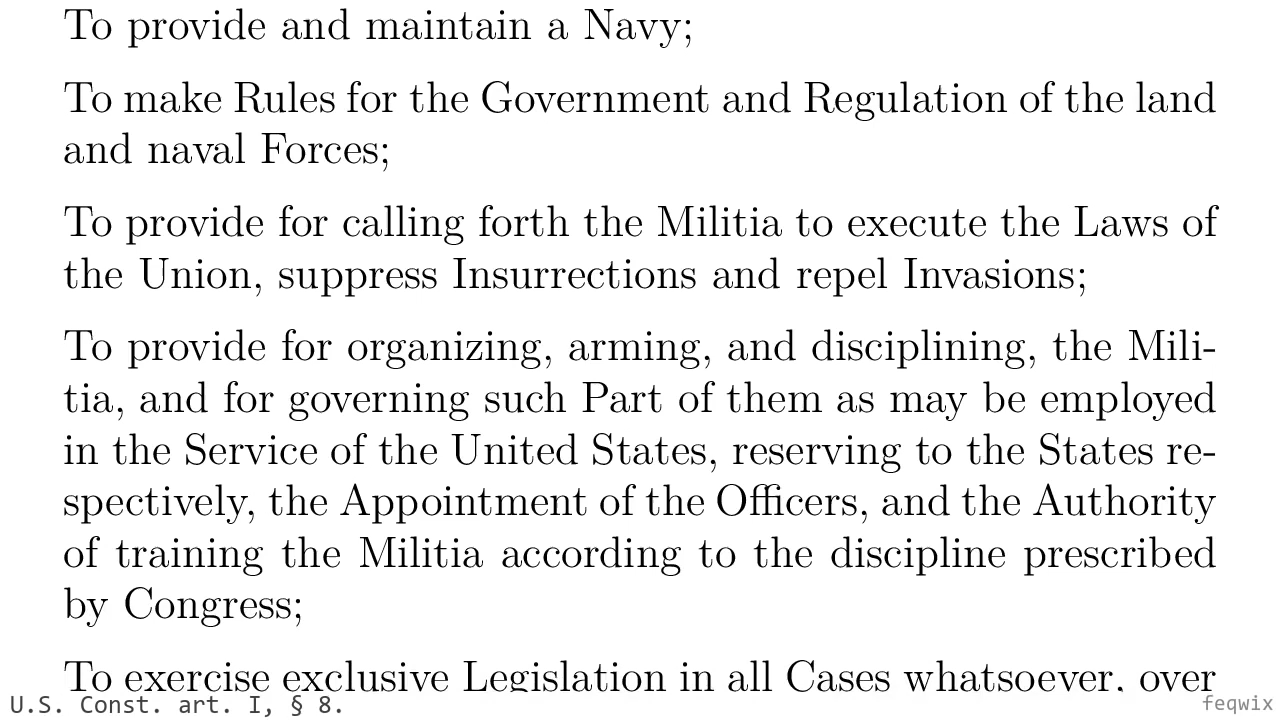 To provide and maintain a Navy;
To make Rules for the Government and Regulation of the land
and naval Forces;
To provide for calling forth the Militia to execute the Laws of
the Union, suppress Insurrections and repel Invasions;
To provide for organizing, arming, and disciplining, the Mili-
tia, and for governing such Part of them as may be employed
in the Service of the United States, reserving to the States re-
spectively, the Appointment of the Officers, and the Authority
of training the Militia according to the discipline prescribed
by Congress;
To exercise exclusive Legislation in all Cases whatsoever, over
U.S. Const. art. I, § 8.
feqwix